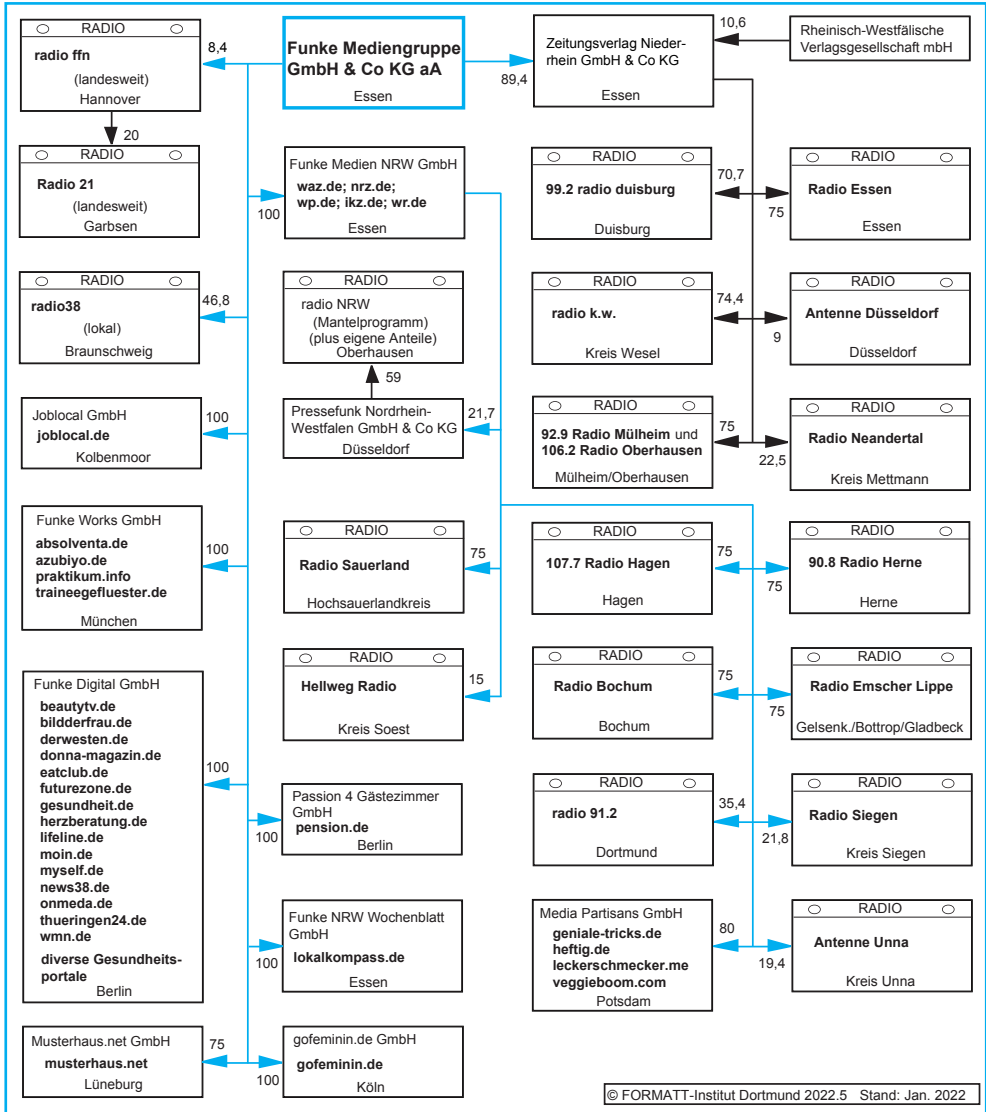 RADIO
radio ffn
(landesweit)
Hannover
8,4
Funke Mediengruppe
GmbH & Co KG aA
Essen
89,4
Zeitungsverlag Nieder-
rhein GmbH & Co KG
Essen
10,6
Rheinisch-Westfälische
Verlagsgesellschaft mbH
20
RADIO
Radio 21
(landesweit)
Garbsen
100
Funke Medien NRW GmbH
waz.de; nrz.de;
wp.de; ikz.de; wr.de
Essen
RADIO
99.2 radio duisburg
Duisburg
70,7
75
RADIO
Radio Essen
Essen
RADIO
radio38
(lokal)
Braunschweig
46,8
RADIO
radio NRW
(Mantelprogramm)
(plus eigene Anteile)
Oberhausen
59
RADIO
radio k.w.
Kreis Wesel
74,4
9
RADIO
Antenne Düsseldorf
Düsseldorf
Joblocal GmbH
joblocal.de
Kolbenmoor
100
Pressefunk Nordrhein-
Westfalen GmbH & Co KG
Düsseldorf
21,7
RADIO
92.9 Radio Mülheim und
106.2 Radio Oberhausen
Mülheim/Oberhausen
75
22,5
RADIO
Radio Neandertal
Kreis Mettmann
Funke Works GmbH
absolventa.de
azubiyo.de
praktikum.info
traineegefluester.de
München
100
RADIO
Radio Sauerland
Hochsauerlandkreis
75
RADIO
107.7 Radio Hagen
Hagen
75
75
RADIO
90.8 Radio Herne
Herne
Funke Digital GmbH
beautytv.de
bildderfrau.de
derwesten.de
donna-magazin.de
eatclub.de
futurezone.de
gesundheit.de
herzberatung.de
lifeline.de
moin.de
myself.de
news38.de
onmeda.de
thueringen24.de
wmn.de
diverse Gesundheits-
portale
Berlin
100
RADIO
Hellweg Radio
Kreis Soest
15
RADIO
Radio Bochum
Bochum
75
75
RADIO
Radio Emscher Lippe
Gelsenk./Bottrop/Gladbeck
100
Passion 4 Gästezimmer
GmbH
pension.de
Berlin
RADIO
radio 91.2
Dortmund
35,4
21,8
RADIO
Radio Siegen
Kreis Siegen
100
Funke NRW Wochenblatt
GmbH
lokalkompass.de
Essen
Media Partisans GmbH
geniale-tricks.de
heftig.de
leckerschmecker.me
veggieboom.com
Potsdam
80
19,4
RADIO
Antenne Unna
Kreis Unna
Musterhaus.net GmbH
musterhaus.net
Lüneburg
75
100
gofeminin.de GmbH
gofeminin.de
Köln
© FORMATT-Institut Dortmund 2022.5 Stand: Jan. 2022